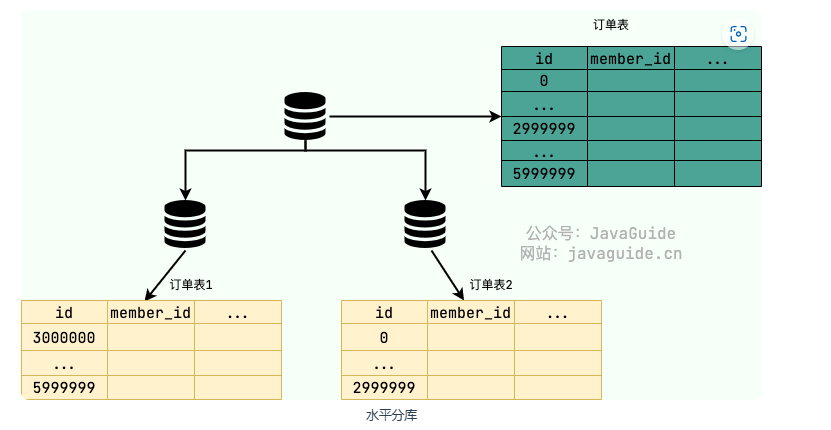 订单表
id member_id ...
0
...
2999999
...
5999999
公众号：JavaGuide
网站：javaguide.cn
订单表1
id member_id ...
3000000
...
5999999
订单表2
id member_id ...
0
...
2999999
水平分库